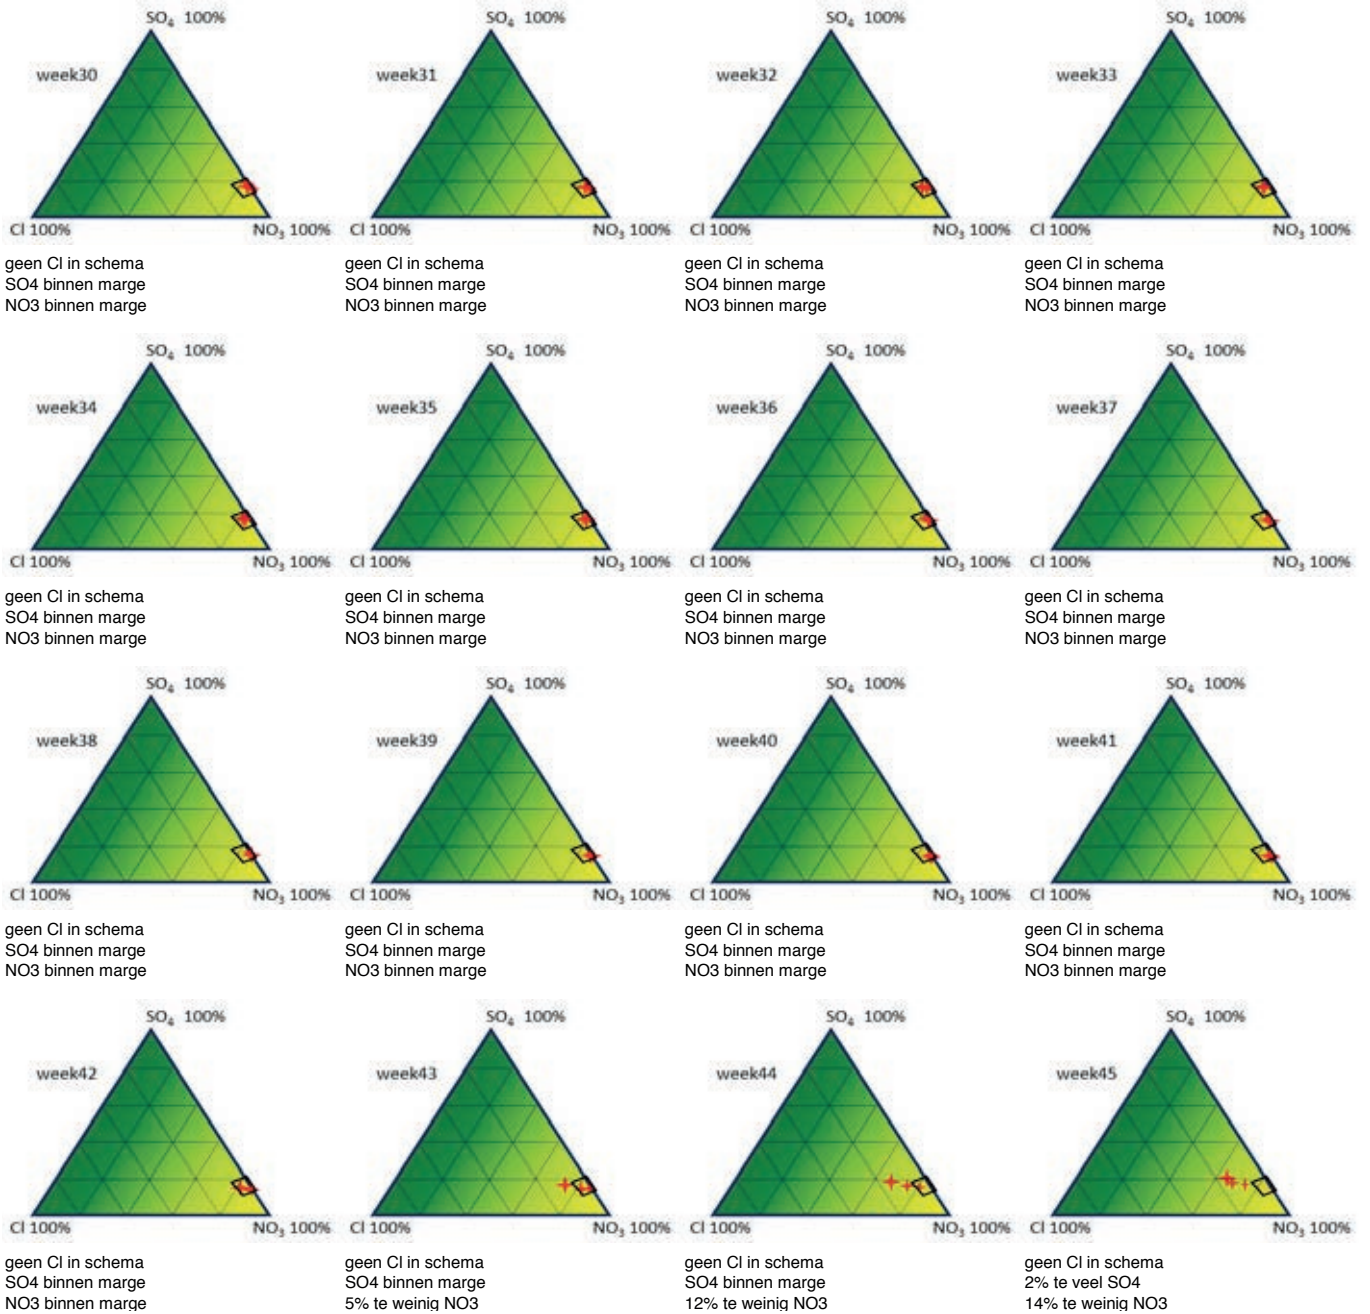 SO₄ 100% SO₄ 100% SO₄ 100% SO₄ 100%
week30 week31 week32 week33
Cl 100% NO₃ 100% Cl 100% NO₃ 100% Cl 100% NO₃ 100% Cl 100% NO₃ 100%
geen Cl in schema geen Cl in schema geen Cl in schema geen Cl in schema
SO4 binnen marge SO4 binnen marge SO4 binnen marge SO4 binnen marge
NO3 binnen marge NO3 binnen marge NO3 binnen marge NO3 binnen marge
SO₄ 100% SO₄ 100% SO₄ 100% SO₄ 100%
week34 week35 week36 week37
Cl 100% NO₃ 100% Cl 100% NO₃ 100% Cl 100% NO₃ 100% Cl 100% NO₃ 100%
geen Cl in schema geen Cl in schema geen Cl in schema geen Cl in schema
SO4 binnen marge SO4 binnen marge SO4 binnen marge SO4 binnen marge
NO3 binnen marge NO3 binnen marge NO3 binnen marge NO3 binnen marge
SO₄ 100% SO₄ 100% SO₄ 100% SO₄ 100%
week38 week39 week40 week41
Cl 100% NO₃ 100% Cl 100% NO₃ 100% Cl 100% NO₃ 100% Cl 100% NO₃ 100%
geen Cl in schema geen Cl in schema geen Cl in schema geen Cl in schema
SO4 binnen marge SO4 binnen marge SO4 binnen marge SO4 binnen marge
NO3 binnen marge NO3 binnen marge NO3 binnen marge NO3 binnen marge
SO₄ 100% SO₄ 100% SO₄ 100% SO₄ 100%
week42 week43 week44 week45
Cl 100% NO₃ 100% Cl 100% NO₃ 100% Cl 100% NO₃ 100% Cl 100% NO₃ 100%
geen Cl in schema geen Cl in schema geen Cl in schema geen Cl in schema
SO4 binnen marge SO4 binnen marge SO4 binnen marge 2% te veel SO4
NO3 binnen marge 5% te weinig NO3 12% te weinig NO3 14% te weinig NO3